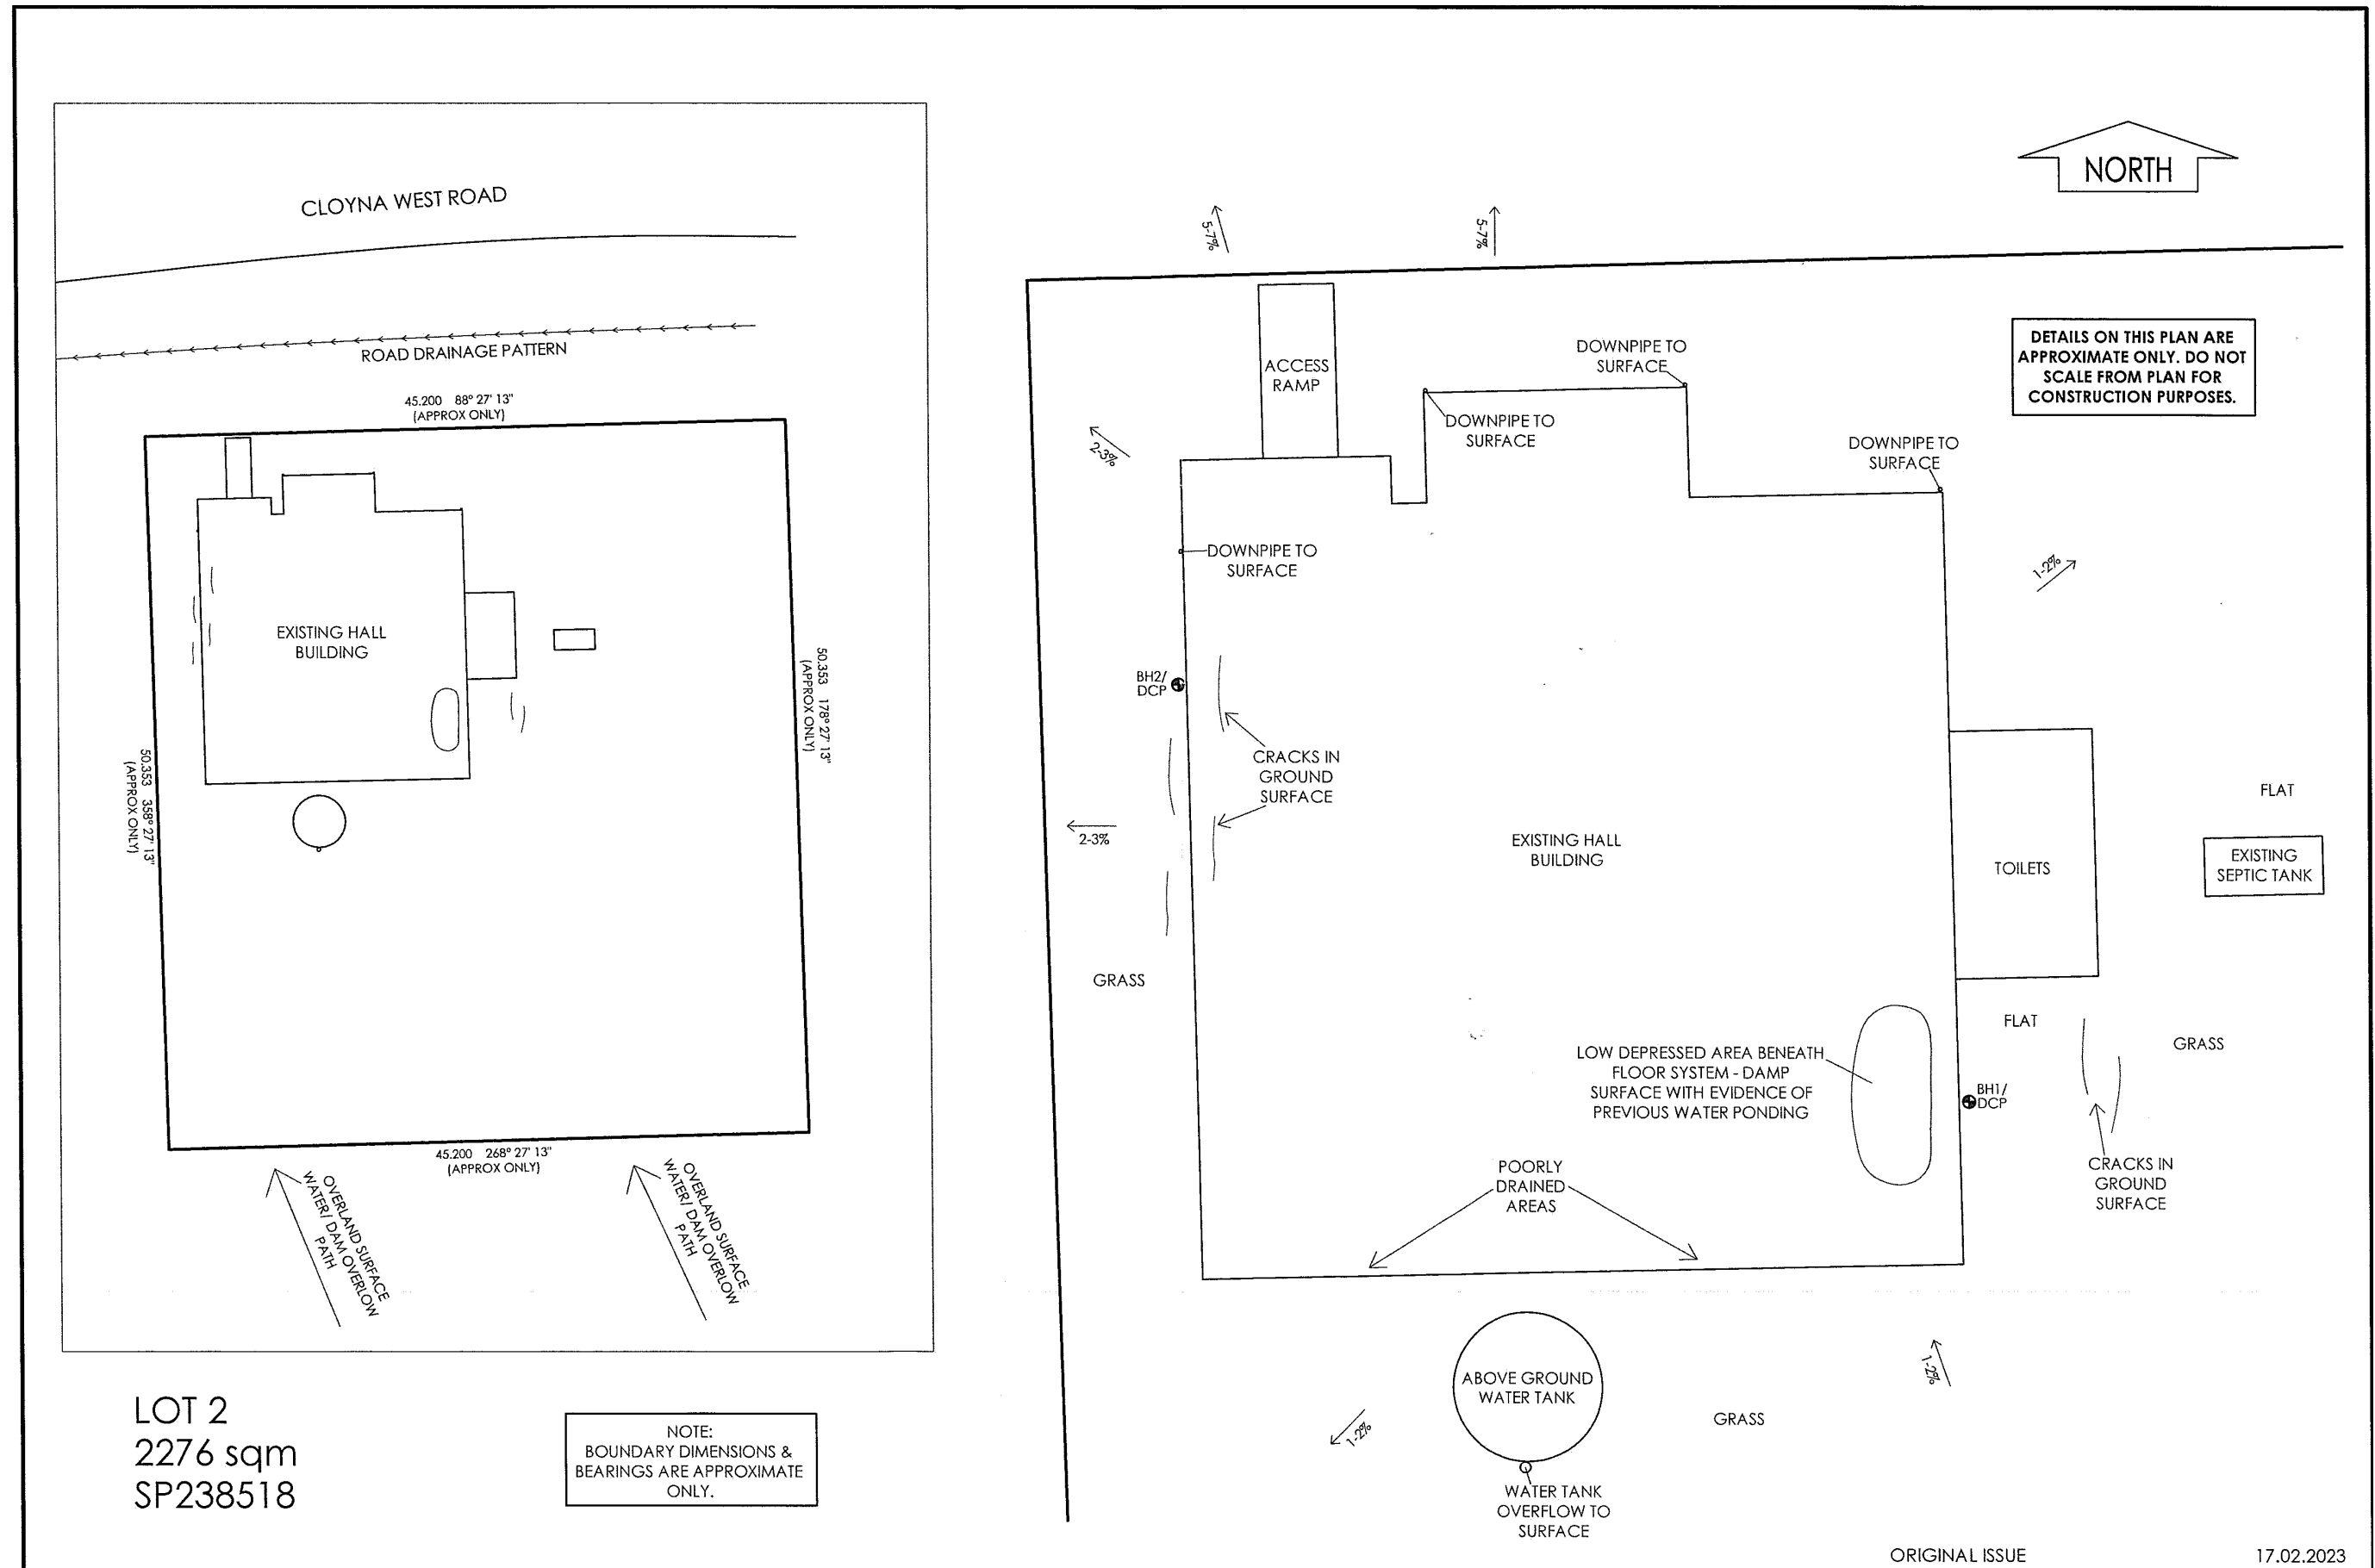 CLOYNA WEST ROAD
ROAD DRAINAGE PATTERN
45.200 88° 27' 13"
(APPROX ONLY)
EXISTING HALL
BUILDING
50.353 178° 27' 13"
(APPROX ONLY)
50.353 358° 27' 13"
(APPROX ONLY)
45.200 268° 27' 13"
(APPROX ONLY)
OVERLAND SURFACE
WATER/ DAM OVERLOW
PATH
OVERLAND SURFACE
WATER/ DAM OVERLOW
PATH
LOT 2
2276 sqm
SP238518
NOTE:
BOUNDARY DIMENSIONS &
BEARINGS ARE APPROXIMATE
ONLY.
NORTH
5-7%
5-7%
DETAILS ON THIS PLAN ARE
APPROXIMATE ONLY. DO NOT
SCALE FROM PLAN FOR
CONSTRUCTION PURPOSES.
ACCESS
RAMP
DOWNPIPE TO
SURFACE
DOWNPIPE TO
SURFACE
DOWNPIPE TO
SURFACE
2-3%
DOWNPIPE TO
SURFACE
1-2%
BH2/
DCP
CRACKS IN
GROUND
SURFACE
2-3%
EXISTING HALL
BUILDING
TOILETS
FLAT
EXISTING
SEPTIC TANK
GRASS
FLAT
GRASS
LOW DEPRESSED AREA BENEATH
FLOOR SYSTEM - DAMP
SURFACE WITH EVIDENCE OF
PREVIOUS WATER PONDING
BH1/
DCP
CRACKS IN
GROUND
SURFACE
POORLY
DRAINED
AREAS
ABOVE GROUND
WATER TANK
1-2%
GRASS
1-2%
WATER TANK
OVERFLOW TO
SURFACE
ORIGINAL ISSUE 17.02.2023